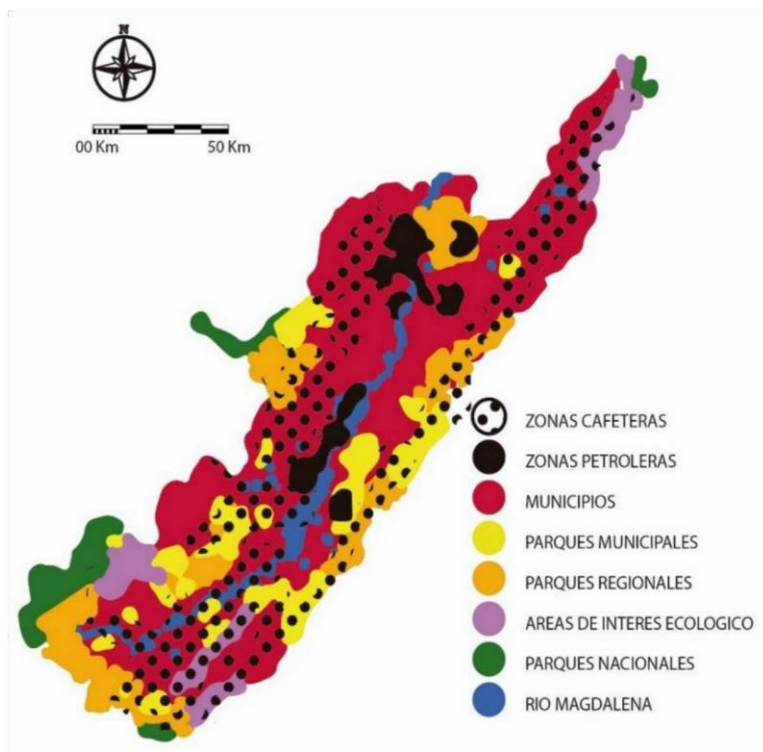 N
00 Km 50 Km
ZONAS CAFETERAS
ZONAS PETROLERAS
MUNICIPIOS
PARQUES MUNICIPALES
PARQUES REGIONALES
AREAS DE INTERES ECOLOGICO
PARQUES NACIONALES
RIO MAGDALENA